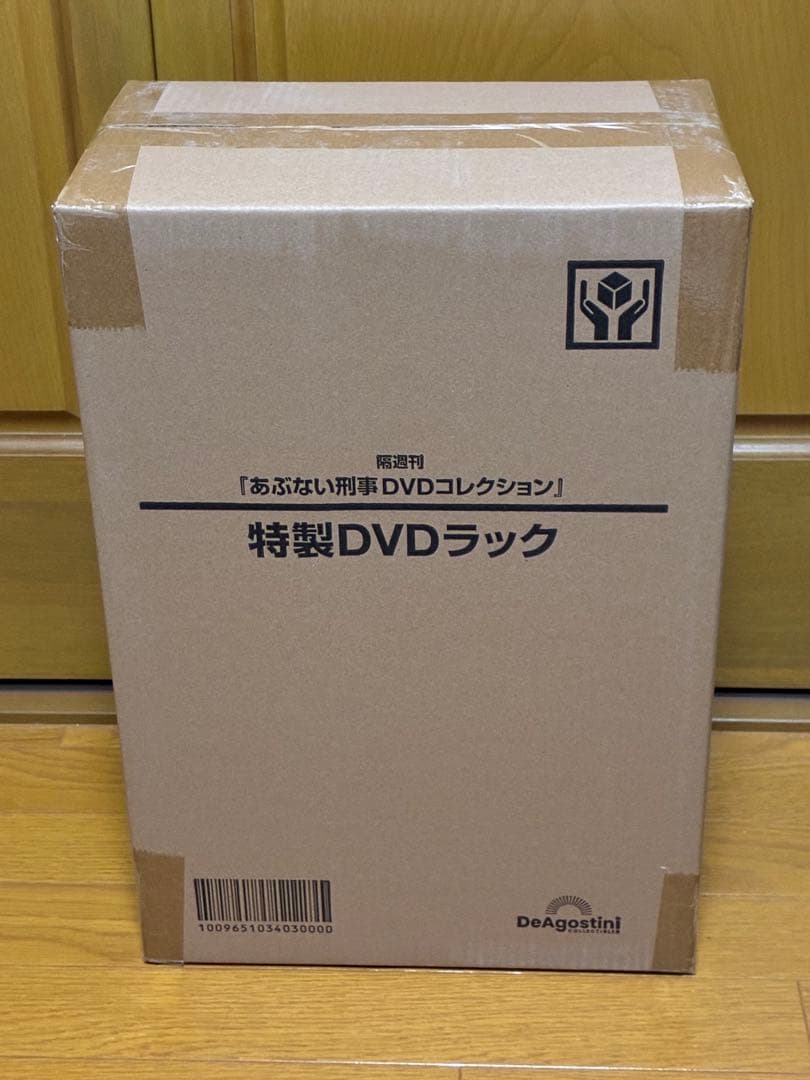 隔週刊
『あぶない刑事DVDコレクション』
特製DVDラック
1009651034030000
DeAgostini
COLLECTIBLES